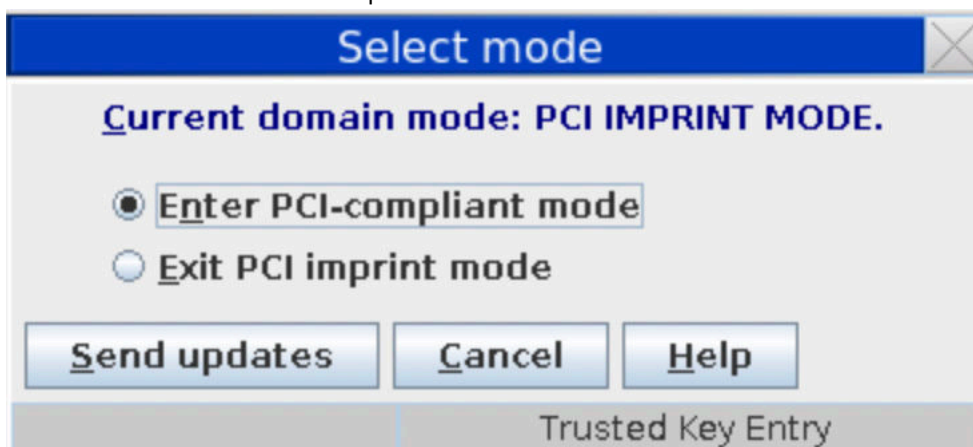 Select mode
Current domain mode: PCI IMPRINT MODE.
Enter PCI-compliant mode
Exit PCI imprint mode
Send updates Cancel Help
Trusted Key Entry